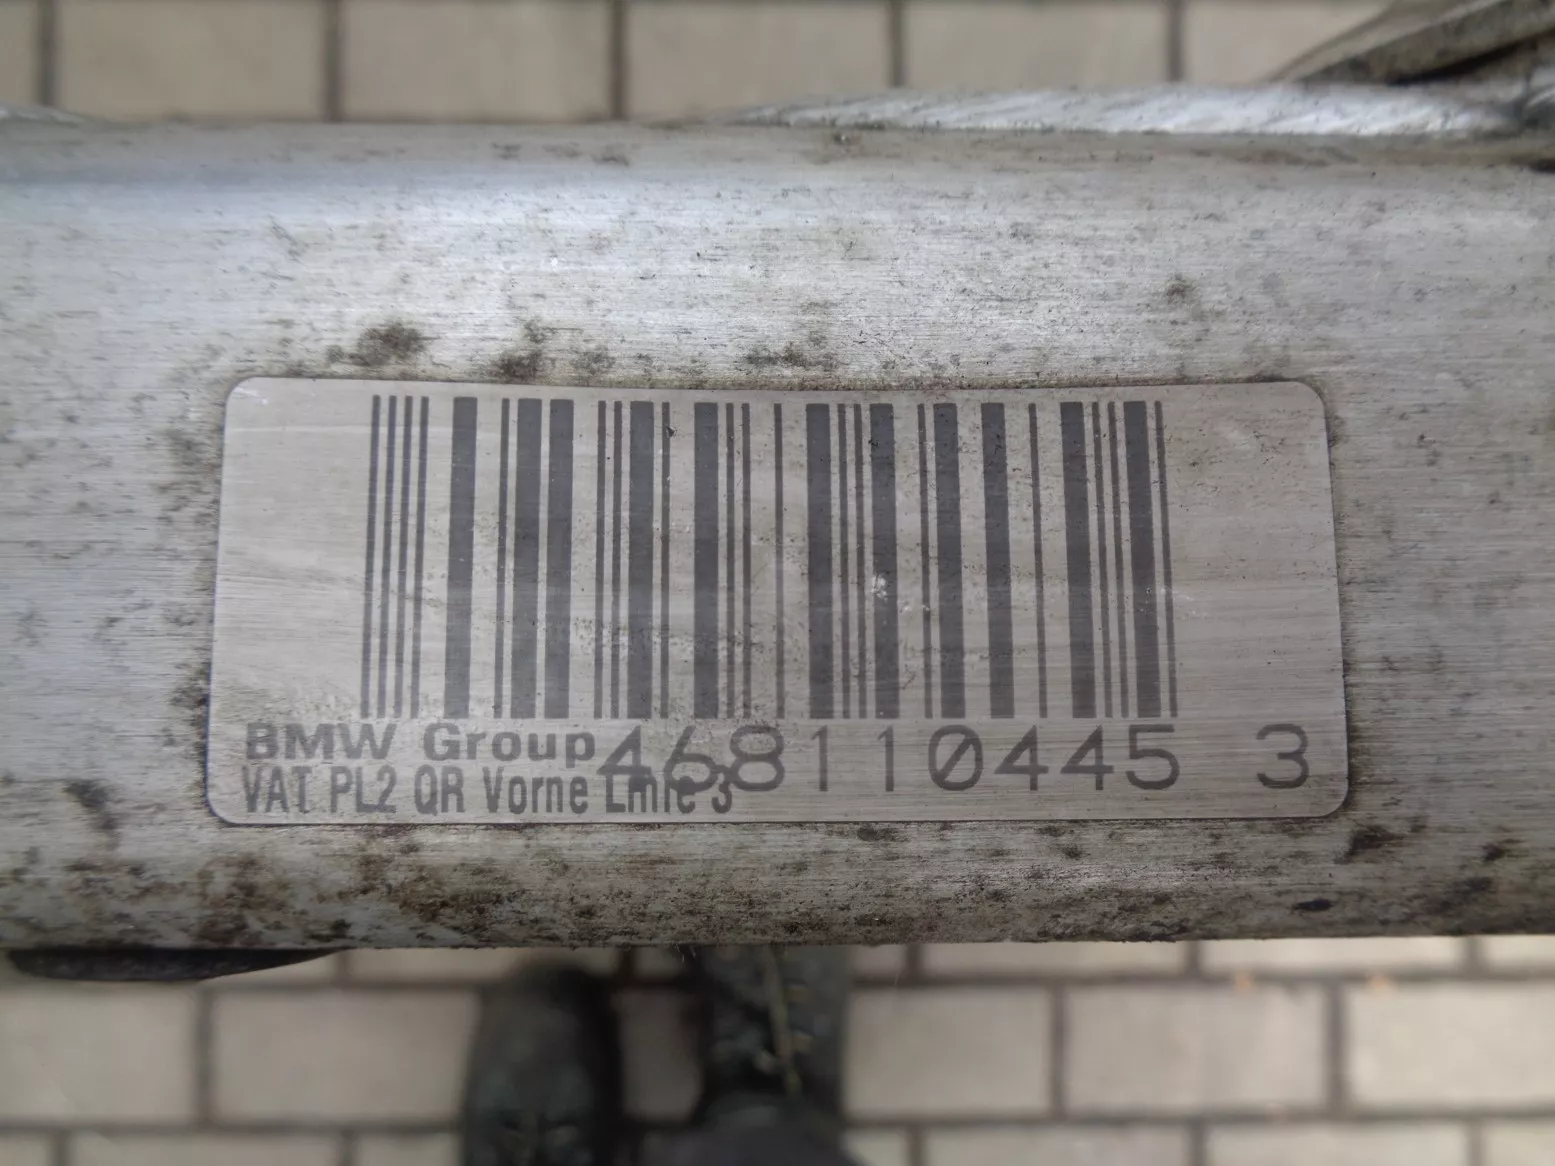 BMW Group 468110445 3
VAT PL2 QR Vorne Linie 3